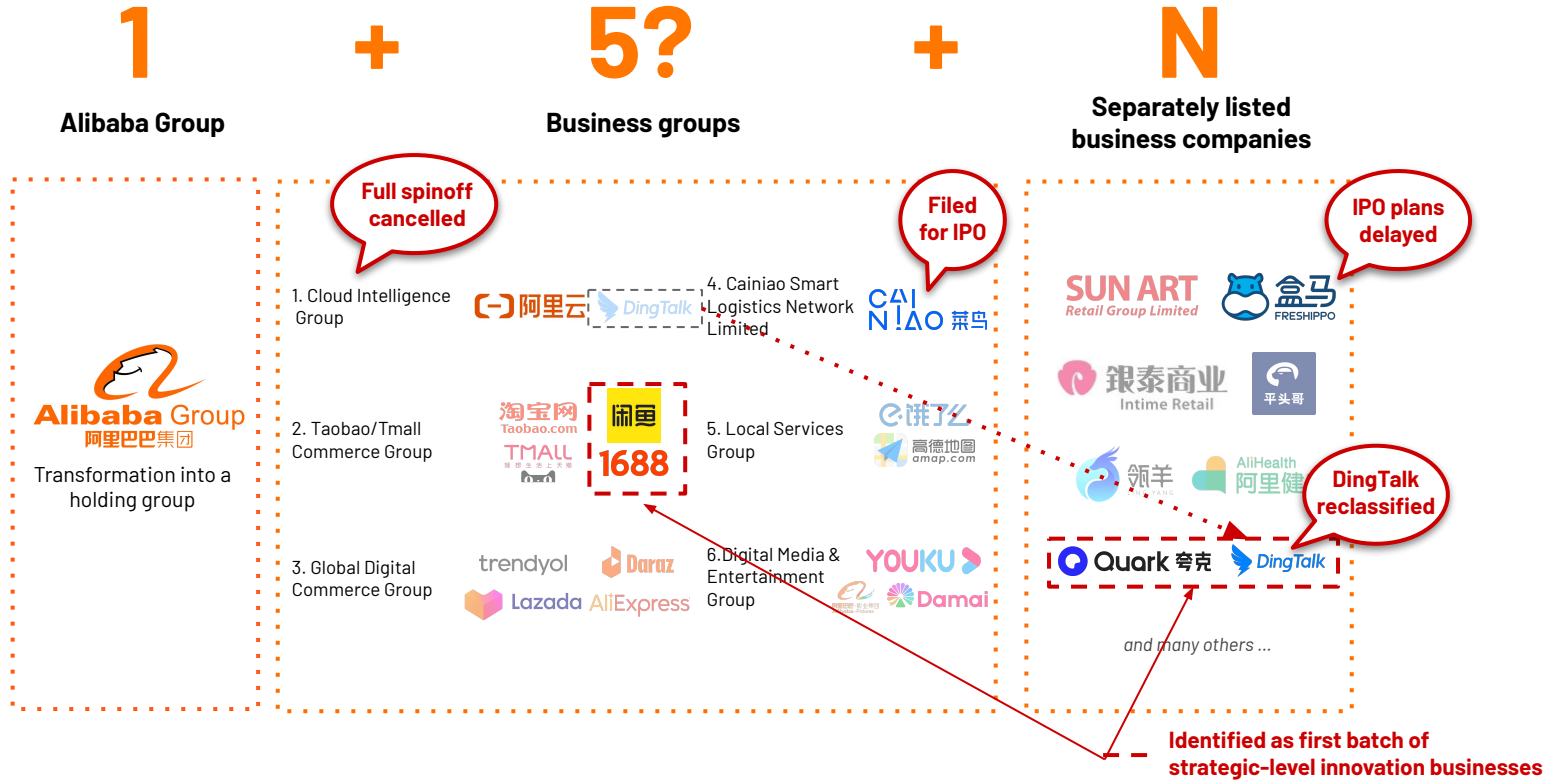 1 + 5? + N
Alibaba Group
Business groups
Separately listed
business companies
Full spinoff
cancelled
Filed
for IPO
IPO plans
delayed
Alibaba Group
阿里巴巴集团
Transformation into a
holding group
1. Cloud Intelligence
Group
阿里云
DingTalk
4. Cainiao Smart
Logistics Network
Limited
CAI
NIAO 菜鸟
2. Taobao/Tmall
Commerce Group
淘宝网
Taobao.com
TMALL
闲鱼
1688
5. Local Services
Group
饿了么
高德地图
amap.com
3. Global Digital
Commerce Group
trendyol
Daraz
Lazada
AliExpress
6.Digital Media &
Entertainment
Group
YOUKU
Damai
SUN ART
Retail Group Limited
盒马
FRESHIPPO
銀泰商业
Intime Retail
平头哥
瓴羊
AliHealth
阿里健
DingTalk
reclassified
Quark 夸克
DingTalk
and many others ...
Identified as first batch of
strategic-level innovation businesses